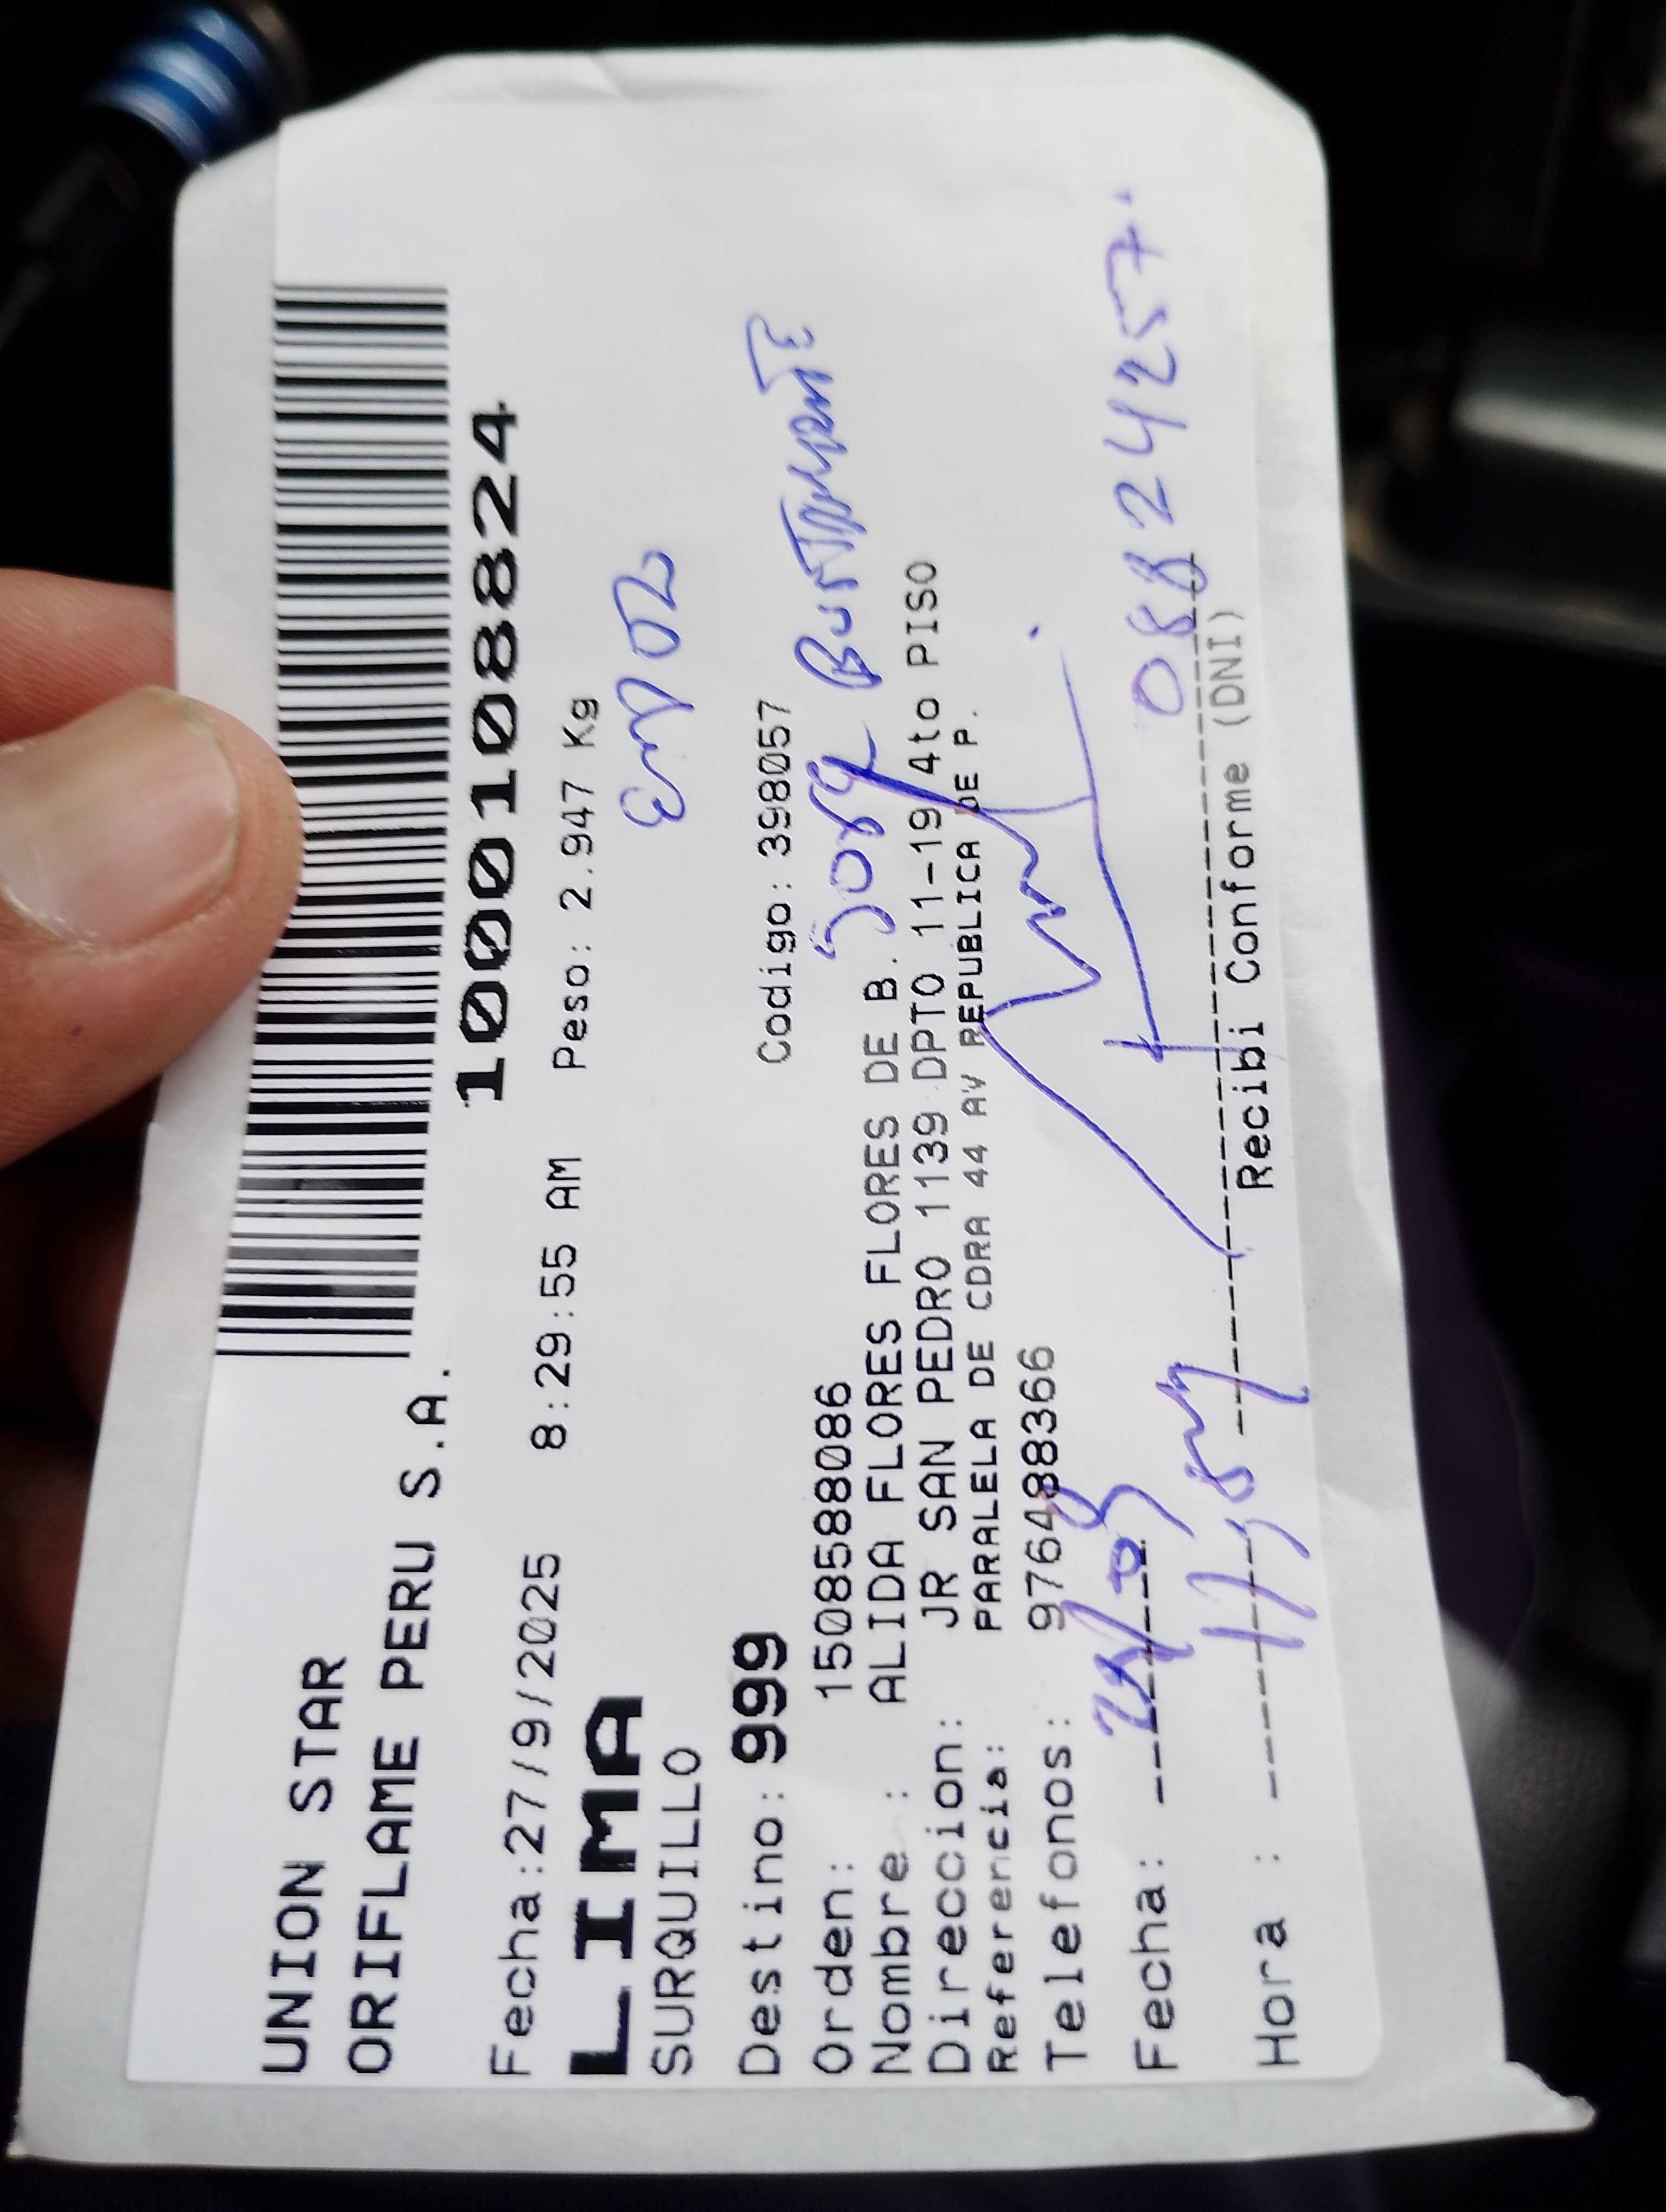 UNION STAR
ORIFLAME PERU S.A.
10001010824
Fecha:27/9/2025 8:29:55 AM Peso: 2.947 Kg
LIMA
SURQUILLO
Destino: 999 Codigo: 398057
Orden: 1508588086
Nombre : ALIDA FLORES FLORES DE B.
Direccion: JR SAN PEDRO 1139 DPTO 11-19 4to PISO
Referencia: PARALELA DE CDRA 44 AV REPUBLICA DE P.
Telefonos: 976488366
08824257
Fecha:
Hora :
Recibi Conforme (DNI)